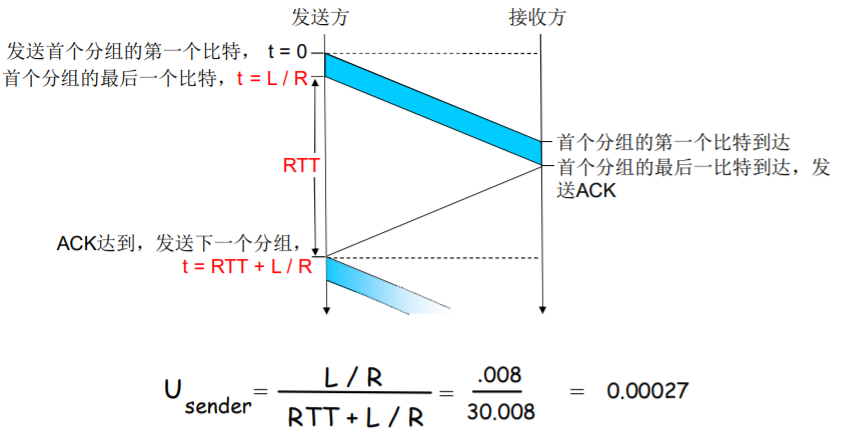 发送方
接收方
发送首个分组的第一个比特， t = 0
首个分组的最后一个比特，t = L / R
首个分组的第一个比特到达
RTT
首个分组的最后一比特到达，发
送ACK
ACK达到，发送下一个分组，
t = RTT + L / R
U sender = L / R / RTT + L / R = .008 / 30.008 = 0.00027